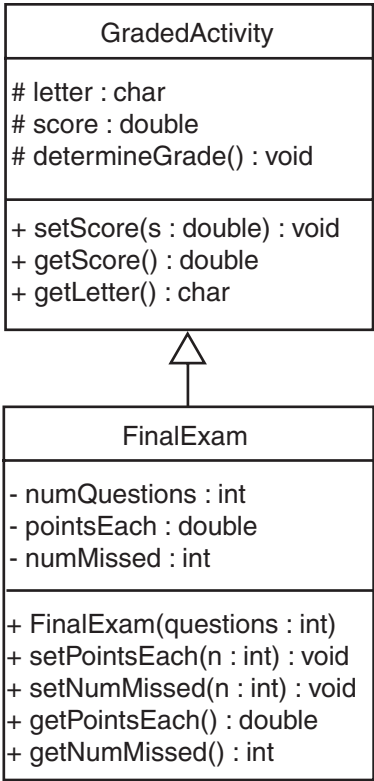 GradedActivity
# letter : char
# score : double
# determineGrade() : void
+ setScore(s : double) : void
+ getScore() : double
+ getLetter() : char
FinalExam
- numQuestions : int
- pointsEach : double
- numMissed : int
+ FinalExam(questions : int)
+ setPointsEach(n : int) : void
+ setNumMissed(n : int) : void
+ getPointsEach() : double
+ getNumMissed() : int